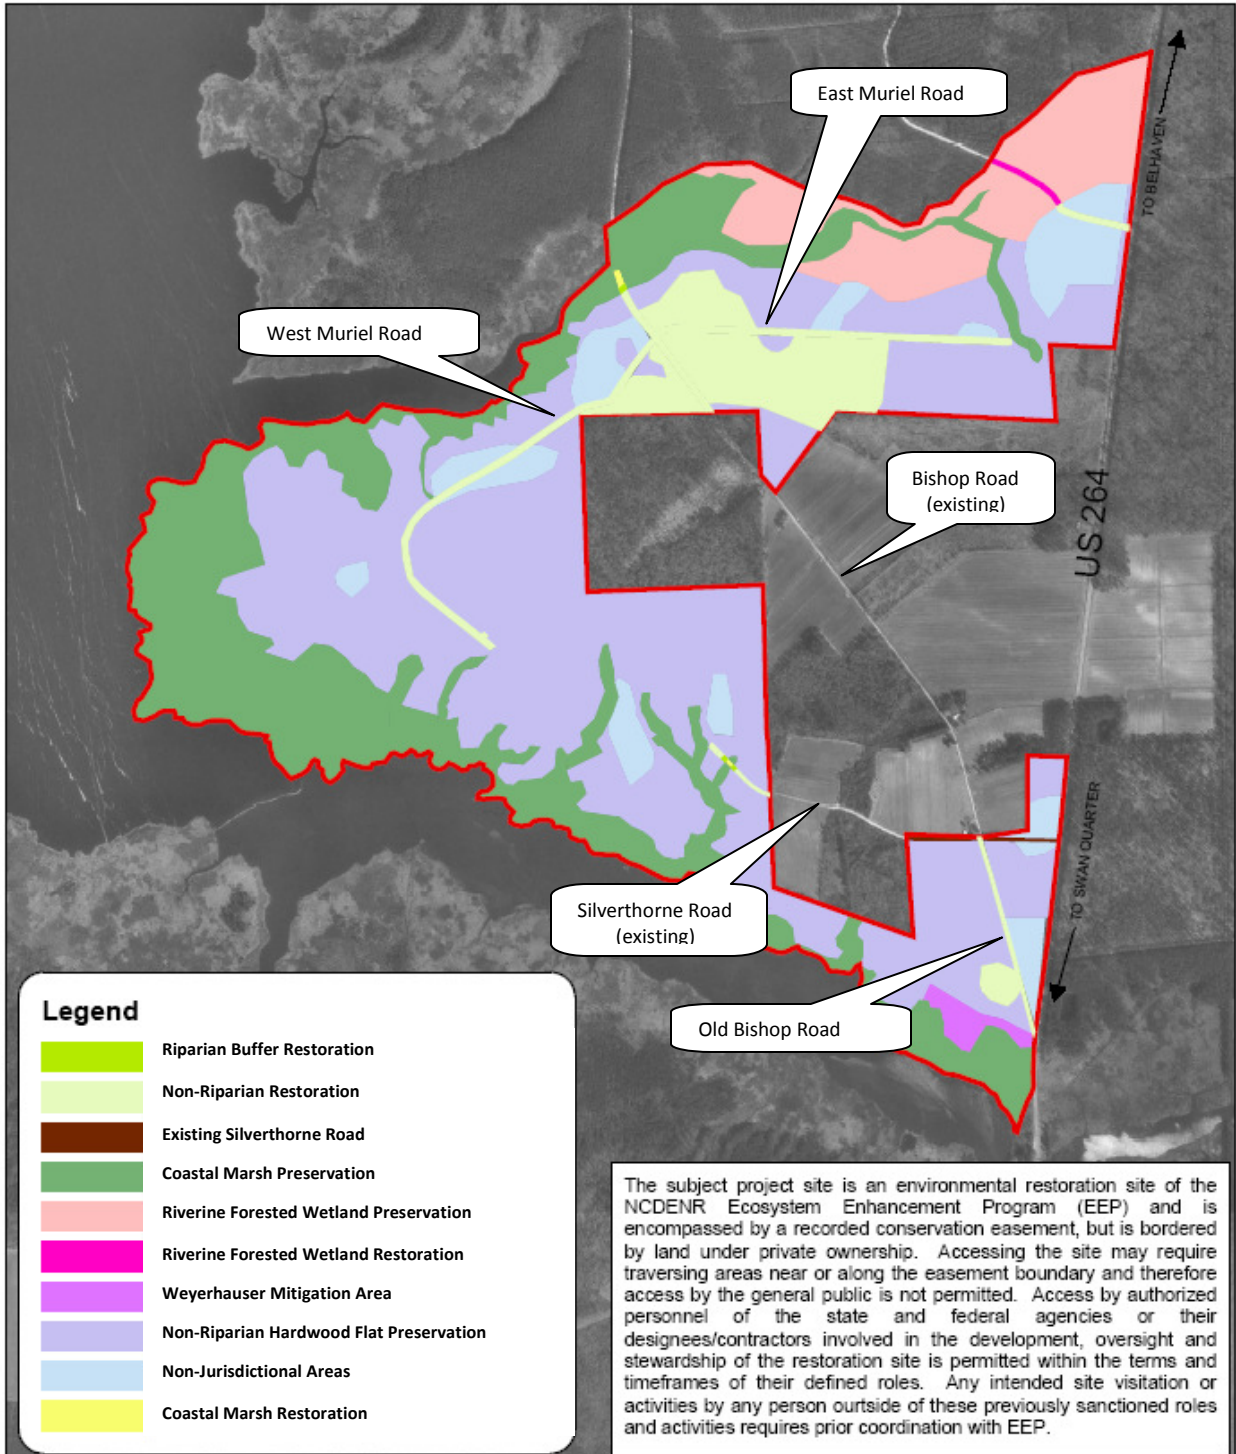 East Muriel Road
TO BELHAVEN
West Muriel Road
Bishop Road
(existing)
US 264
TO SWAN QUARTER
Silverthorne Road
(existing)
Old Bishop Road
Legend
Riparian Buffer Restoration
Non-Riparian Restoration
Existing Silverthorne Road
Coastal Marsh Preservation
Riverine Forested Wetland Preservation
Riverine Forested Wetland Restoration
Weyerhauser Mitigation Area
Non-Riparian Hardwood Flat Preservation
Non-Jurisdictional Areas
Coastal Marsh Restoration
The subject project site is an environmental restoration site of the
NCDENR Ecosystem Enhancement Program (EEP) and is
encompassed by a recorded conservation easement, but is bordered
by land under private ownership. Accessing the site may require
traversing areas near or along the easement boundary and therefore
access by the general public is not permitted. Access by authorized
personnel of the state and federal agencies or their
designees/contractors involved in the development, oversight and
stewardship of the restoration site is permitted within the terms and
timeframes of their defined roles. Any intended site visitation or
activities by any person ourtside of these previously sanctioned roles
and activities requires prior coordination with EEP.